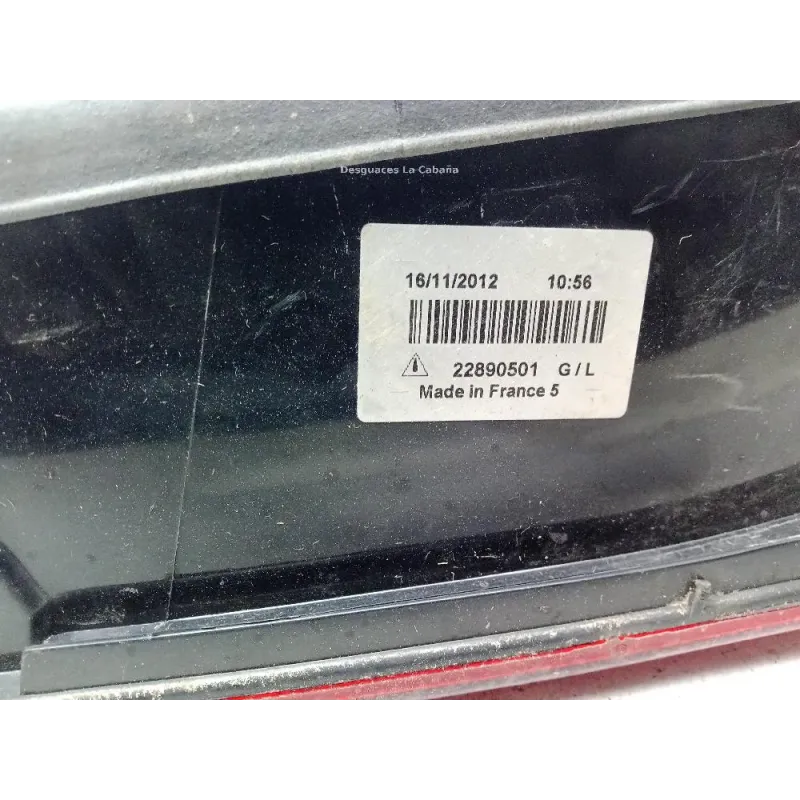 Desguaces La Cabaña
16/11/2012 10:56
22890501 G / L
Made in France 5